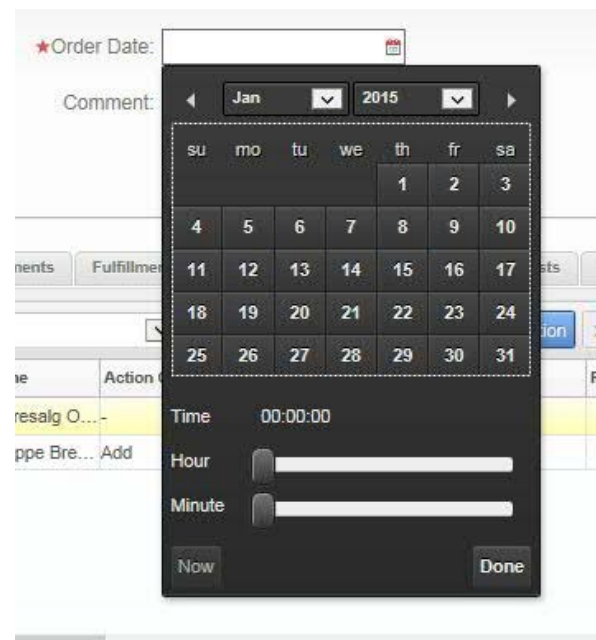 ★Order Date:
Comment:
Jan 2015
su mo tu we th fr sa
1 2 3
4 5 6 7 8 9 10
11 12 13 14 15 16 17
18 19 20 21 22 23 24
25 26 27 28 29 30 31
Time 00:00:00
Hour
Minute
Now Done
nents Fulfillmen sts
ion
ne Action
resalg O... -
ppe Bre... Add